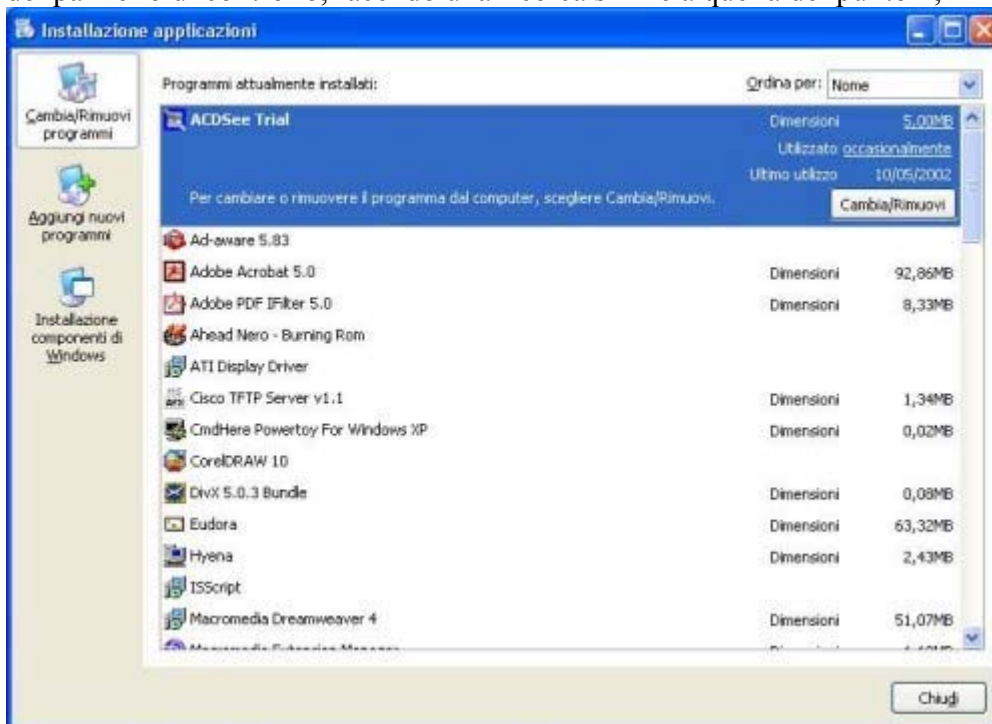 Installazione applicazioni
Cambia/Rimuovi programmi
Aggiungi nuovi programmi
Installazione componenti di Windows
Programmi attualmente installati:
Ordina per: Nome
ACDSee Trial Dimensioni 5,00MB
Utilizzato occasionalmente
Ultimo utilizzo 10/05/2002
Per cambiare o rimuovere il programma dal computer, scegliere Cambia/Rimuovi.
Cambia/Rimuovi
Ad-aware 5.83
Adobe Acrobat 5.0 Dimensioni 92,86MB
Adobe PDF IFilter 5.0 Dimensioni 8,33MB
Ahead Nero - Burning Rom
ATI Display Driver
Cisco TFTP Server v1.1 Dimensioni 1,34MB
CmdHere Powertoy For Windows XP Dimensioni 0,02MB
CorelDRAW 10
DivX 5.0.3 Bundle Dimensioni 0,08MB
Eudora Dimensioni 63,32MB
Hyena Dimensioni 2,43MB
ISScript
Macromedia Dreamweaver 4 Dimensioni 51,07MB
Chiudi